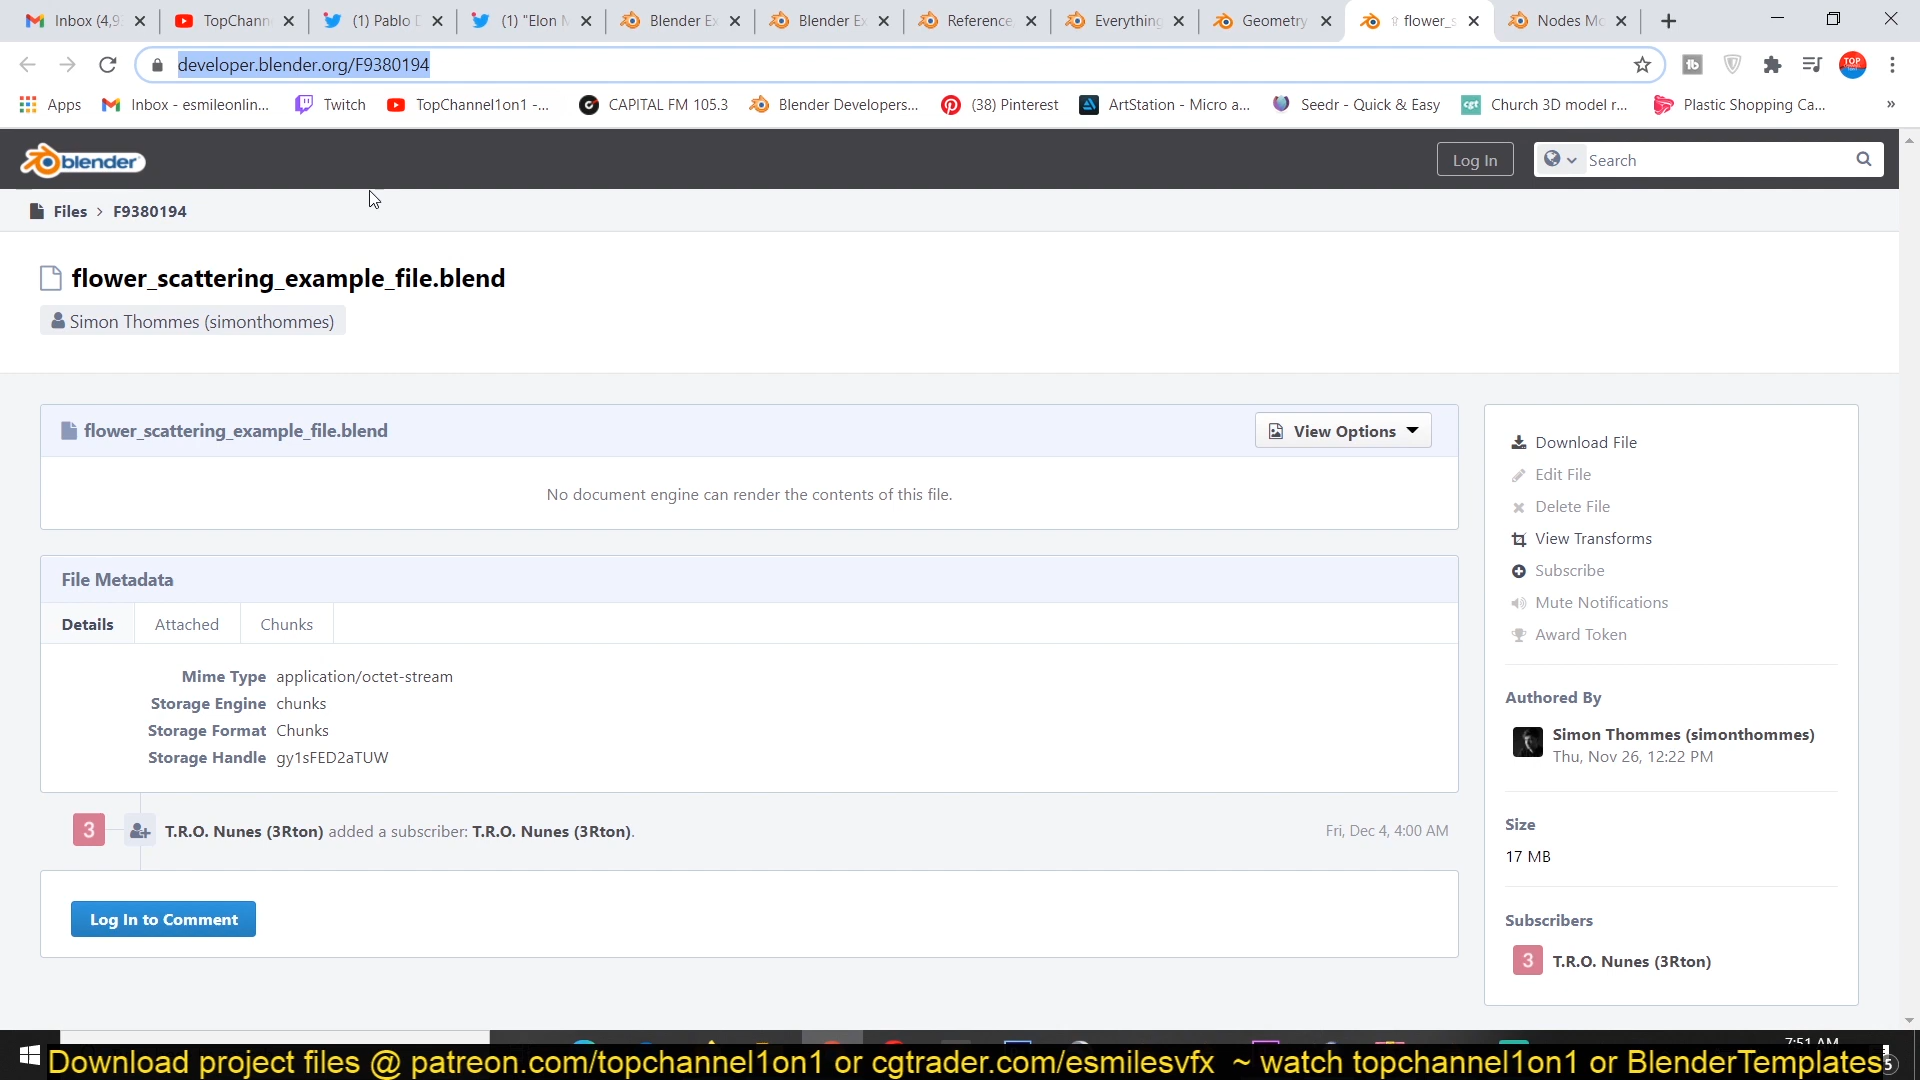 Inbox (4,9 TopChann (1) Pablo D (1) "Elon M Blender Ex Blender Ex Reference Everything Geometry flower_s Nodes Mo
developer.blender.org/F9380194
Apps Inbox - esmileonlin... Twitch TopChannel1on1 -... CAPITAL FM 105.3 Blender Developers... (38) Pinterest ArtStation - Micro a... Seedr - Quick & Easy Church 3D model r... Plastic Shopping Ca... »
blender Log In Search
Files > F9380194
flower_scattering_example_file.blend
Simon Thommes (simonthommes)
flower_scattering_example_file.blend View Options
No document engine can render the contents of this file.
File Metadata
Details Attached Chunks
Mime Type application/octet-stream
Storage Engine chunks
Storage Format Chunks
Storage Handle gy1sFED2aTUW
3 T.R.O. Nunes (3Rton) added a subscriber: T.R.O. Nunes (3Rton). Fri, Dec 4, 4:00 AM
Log In to Comment
Download File
Edit File
Delete File
View Transforms
Subscribe
Mute Notifications
Award Token
Authored By
Simon Thommes (simonthommes)
Thu, Nov 26, 12:22 PM
Size
17 MB
Subscribers
3 T.R.O. Nunes (3Rton)
Download project files @ patreon.com/topchannel1on1 or cgtrader.com/esmilesvfx ~ watch topchannel1on1 or BlenderTemplates